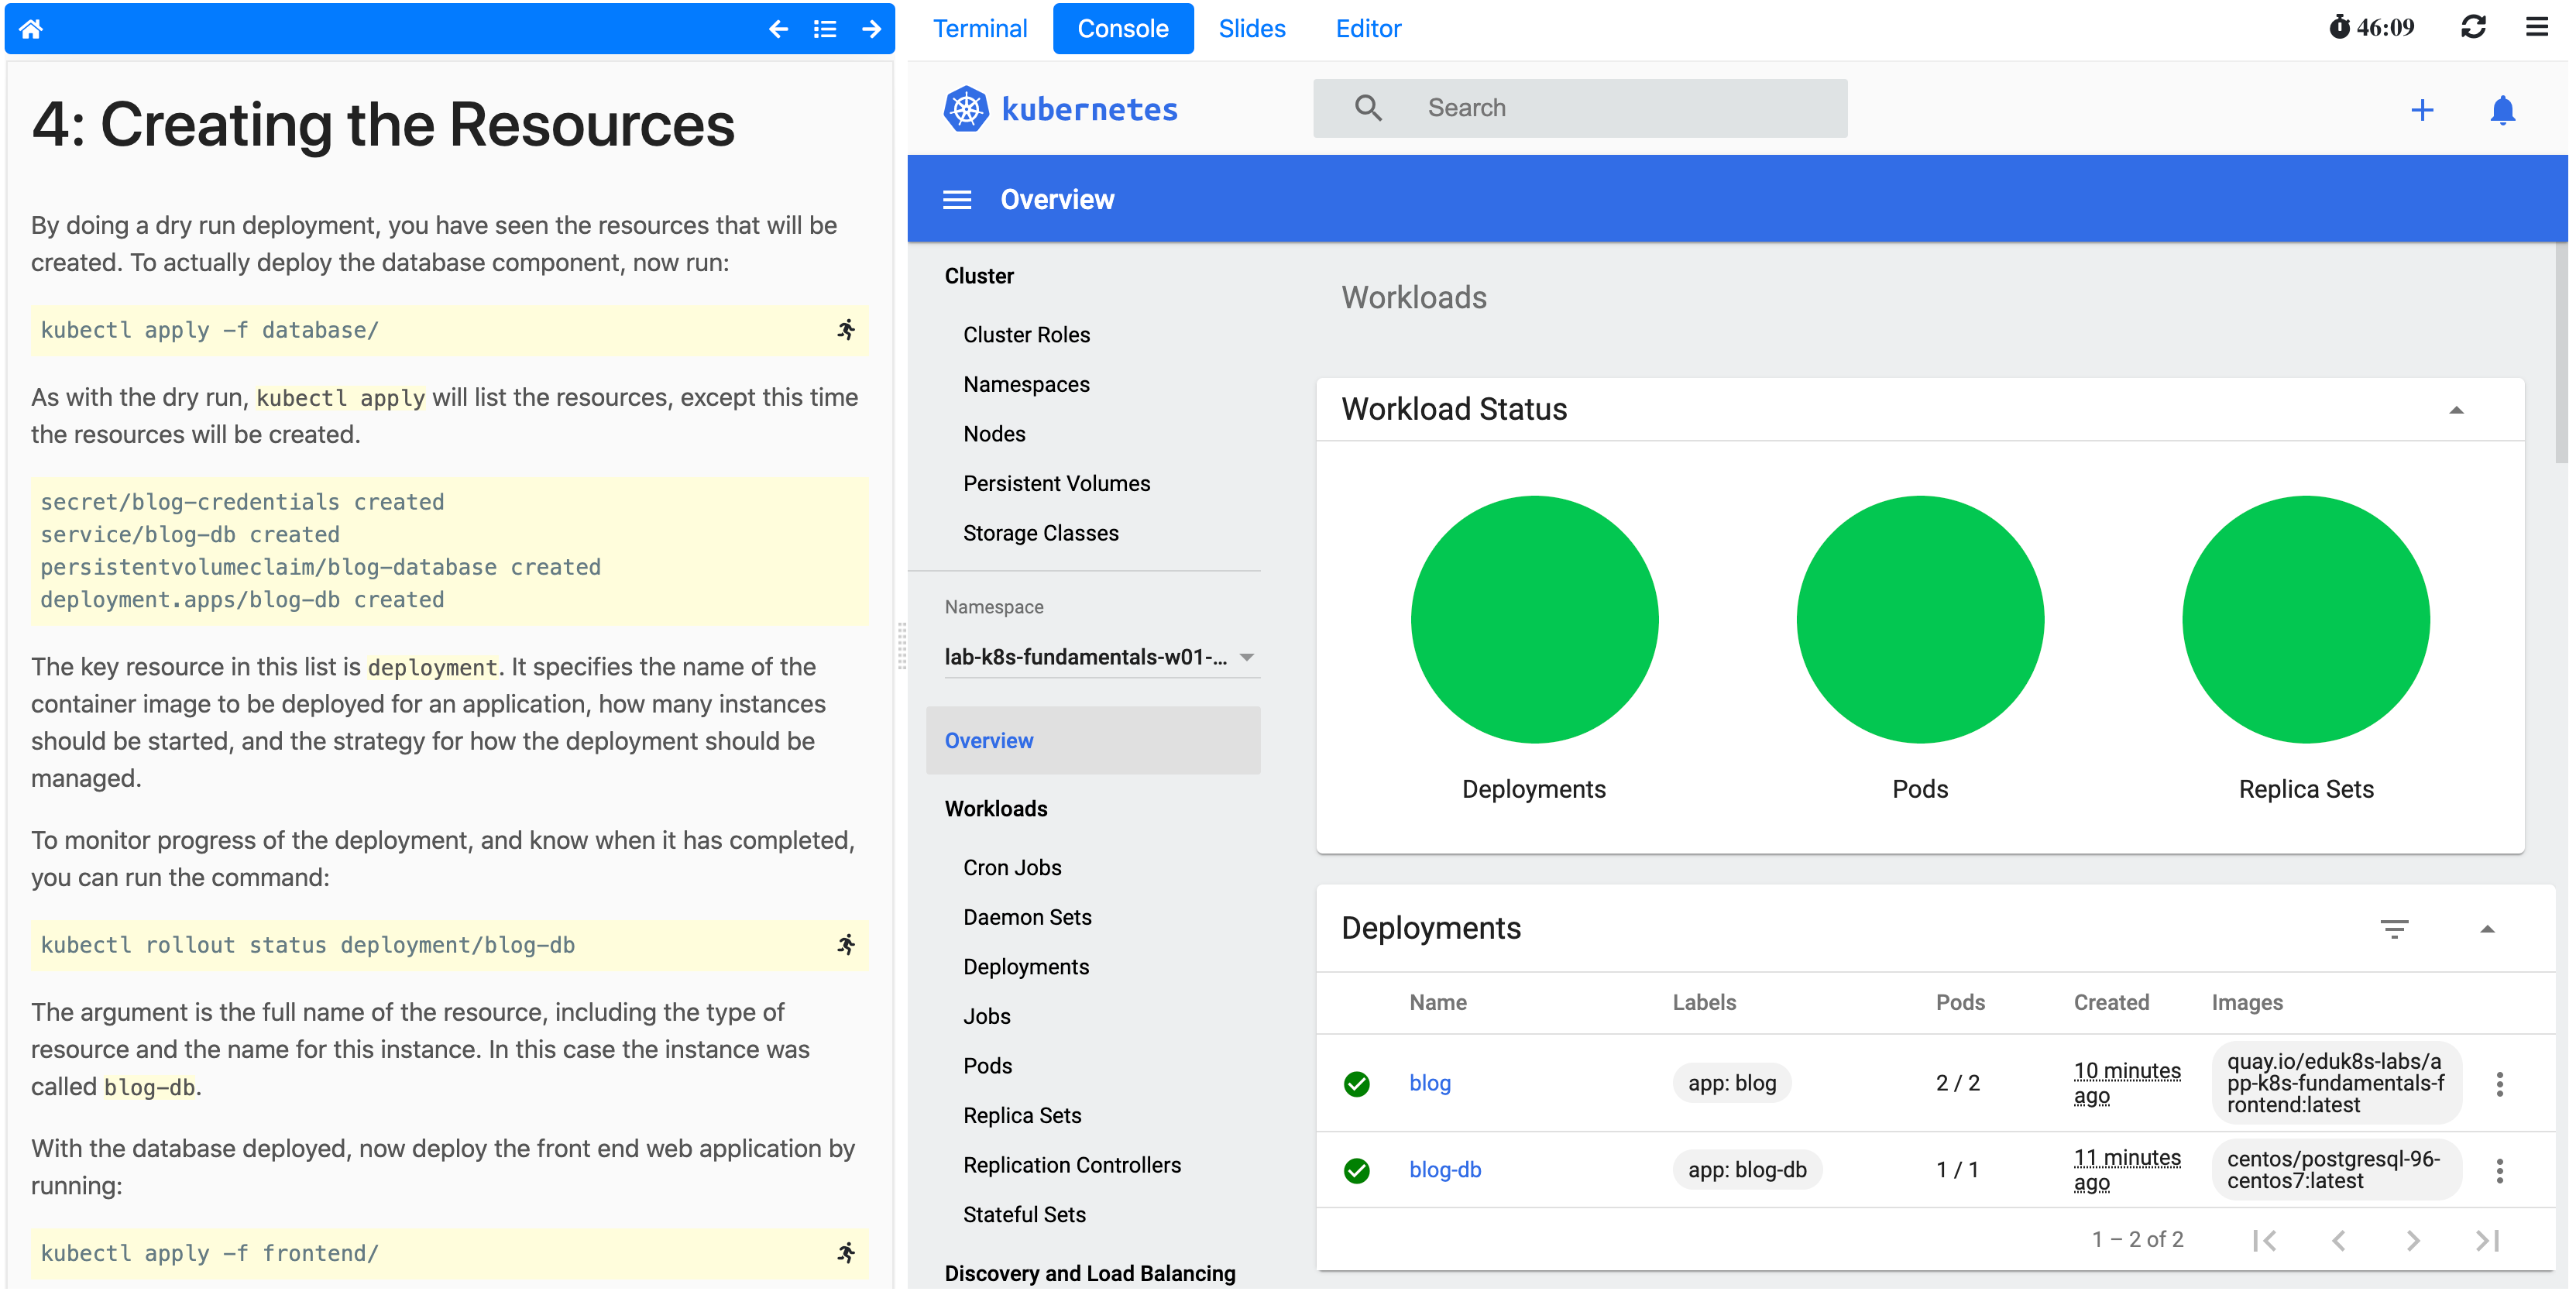 Terminal
Console
Slides
Editor
46:09
4: Creating the Resources
By doing a dry run deployment, you have seen the resources that will be
created. To actually deploy the database component, now run:
kubectl apply -f database/
As with the dry run, kubectl apply will list the resources, except this time
the resources will be created.
secret/blog-credentials created
service/blog-db created
persistentvolumeclaim/blog-database created
deployment.apps/blog-db created
The key resource in this list is deployment. It specifies the name of the
container image to be deployed for an application, how many instances
should be started, and the strategy for how the deployment should be
managed.
To monitor progress of the deployment, and know when it has completed,
you can run the command:
kubectl rollout status deployment/blog-db
The argument is the full name of the resource, including the type of
resource and the name for this instance. In this case the instance was
called blog-db.
With the database deployed, now deploy the front end web application by
running:
kubectl apply -f frontend/
kubernetes
Search
Overview
Cluster
Cluster Roles
Namespaces
Nodes
Persistent Volumes
Storage Classes
Namespace
lab-k8s-fundamentals-w01-...
Overview
Workloads
Cron Jobs
Daemon Sets
Deployments
Jobs
Pods
Replica Sets
Replication Controllers
Stateful Sets
Discovery and Load Balancing
Workloads
Workload Status
Deployments
Pods
Replica Sets
Deployments
Name Labels Pods Created Images
blog
app: blog
2 / 2
10 minutes
ago
quay.io/eduk8s-labs/a
pp-k8s-fundamentals-f
rontend:latest
blog-db
app: blog-db
1 / 1
11 minutes
ago
centos/postgresql-96-
centos7:latest
1 – 2 of 2